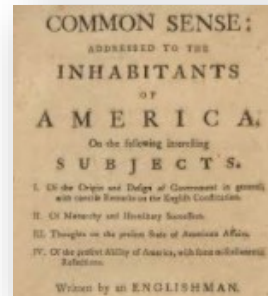 COMMON SENSE:
ADDRESSED TO THE
INHABITANTS
OF
AMERICA.
On the following interesting
SUBJECTS.
I. Of the Origin and Design of Government in general,
with concise Remarks on the English Constitution.
II. Of Monarchy and Hereditary Succession.
III. Thoughts on the present State of American Affairs.
IV. Of the present Ability of America, with some miscellaneous
Reflections.
Written by an ENGLISHMAN.